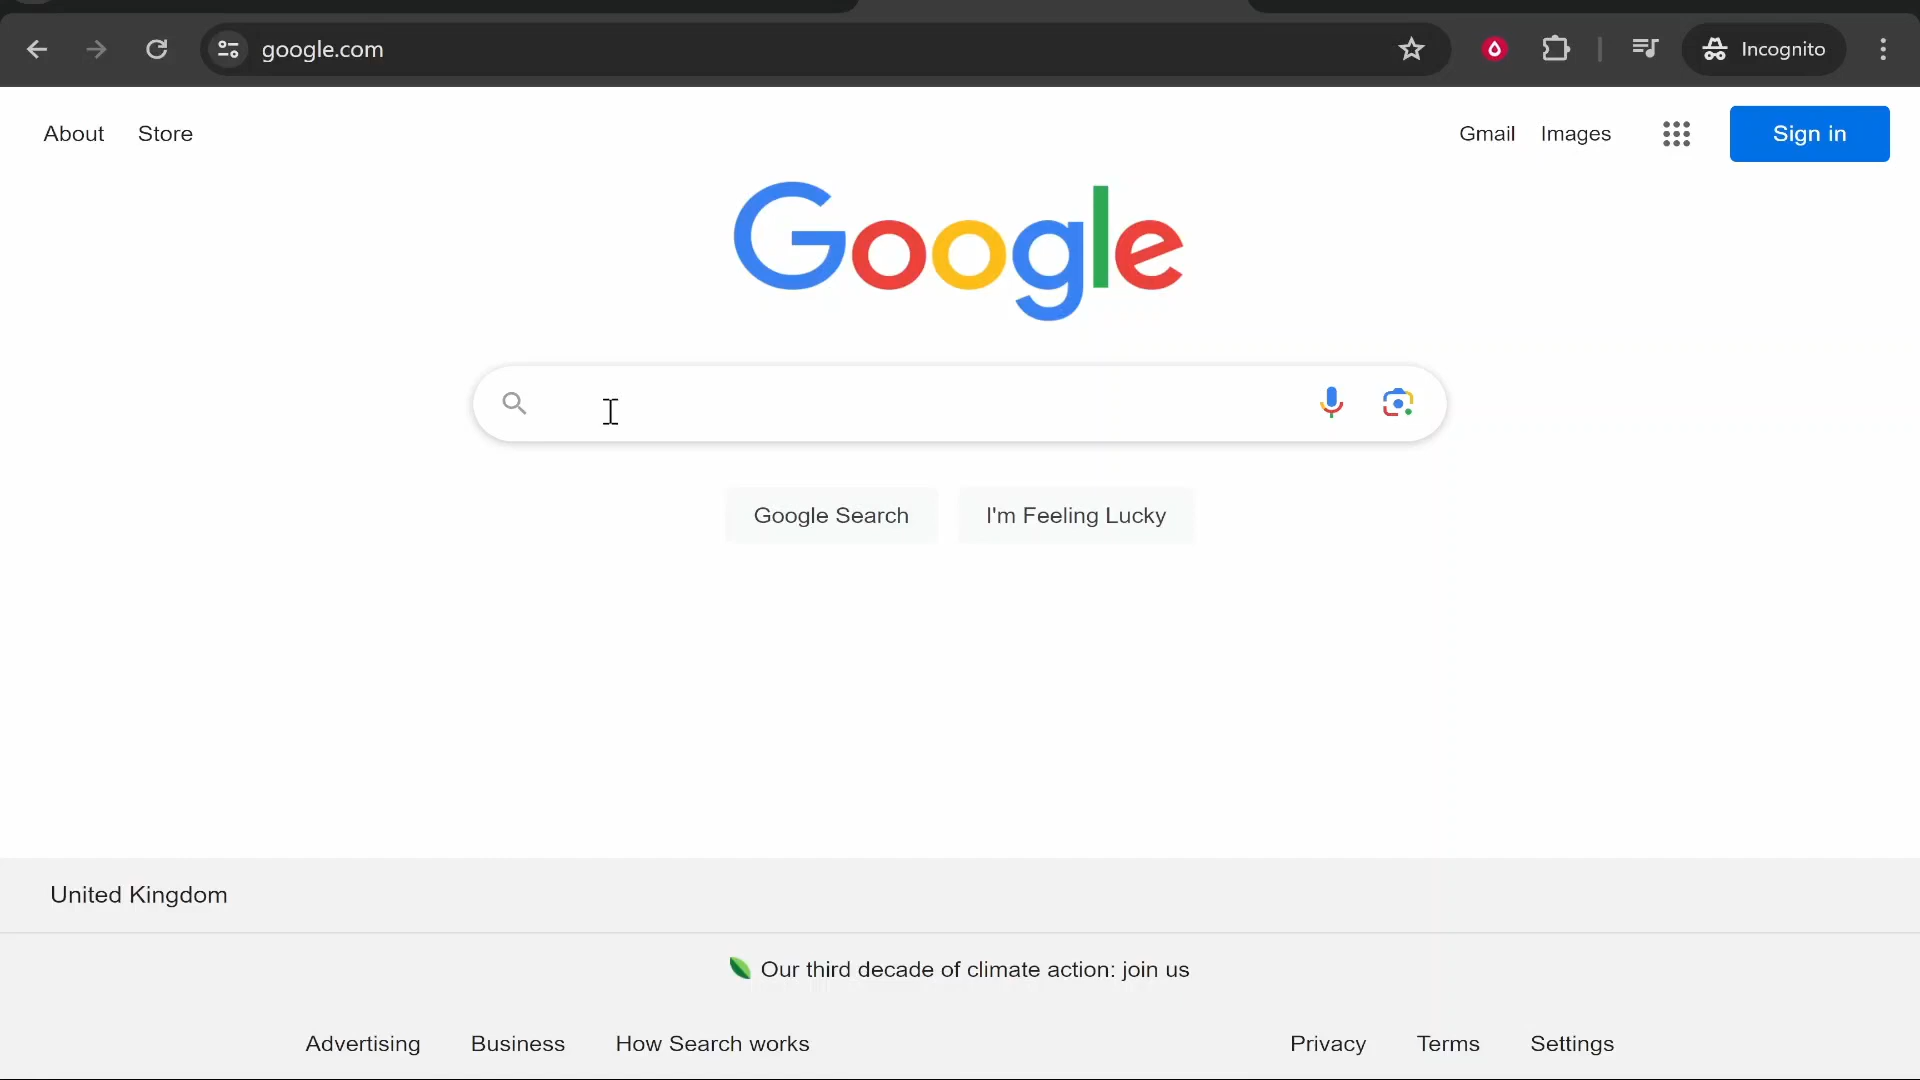 google.com
Incognito
About Store
Gmail Images Sign in
Google
Google Search I'm Feeling Lucky
United Kingdom
Our third decade of climate action: join us
Advertising Business How Search works Privacy Terms Settings